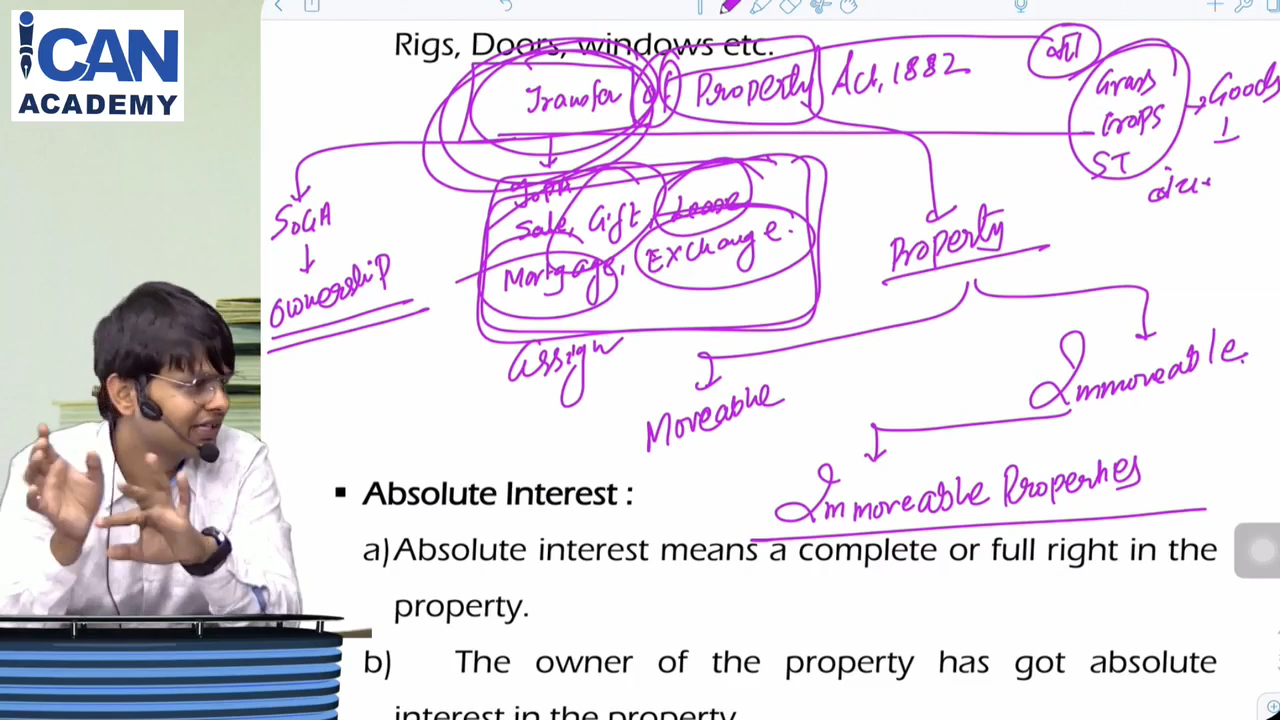 iCAN
ACADEMY
Rigs, Doors, windows etc.
Transfer of Property Act, 1882
Grass
Crops
ST
Goods
SOGA
ownership
Sale, Gift, Lease
Mortgage, Exchange.
Assign
Property
Moveable
Immoveable.
Immoveable Properties
▪ Absolute Interest :
a)Absolute interest means a complete or full right in the
property.
b) The owner of the property has got absolute
interest in the property.